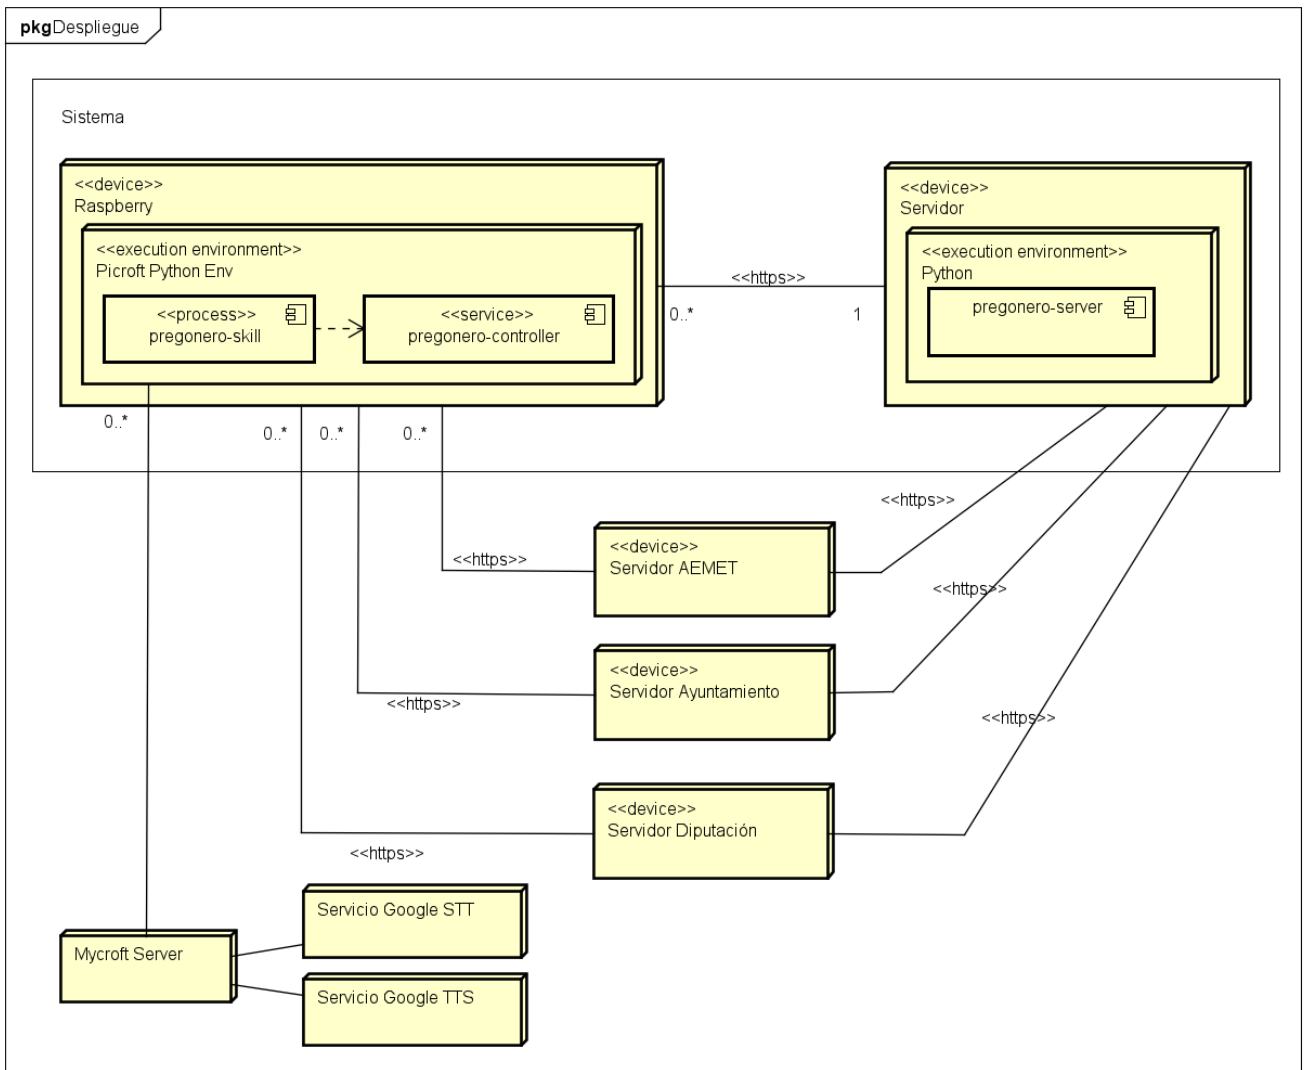 pkgDespliegue
Sistema
<<device>>
Raspberry
<<execution environment>>
Picroft Python Env
<<process>>
pregonero-skill
<<service>>
pregonero-controller
<<https>>
0..*
1
<<device>>
Servidor
<<execution environment>>
Python
pregonero-server
0..*
0..*
0..*
0..*
<<https>>
<<https>>
<<device>>
Servidor AEMET
<<https>>
<<device>>
Servidor Ayuntamiento
<<https>>
<<https>>
<<device>>
Servidor Diputación
<<https>>
Servicio Google STT
Mycroft Server
Servicio Google TTS